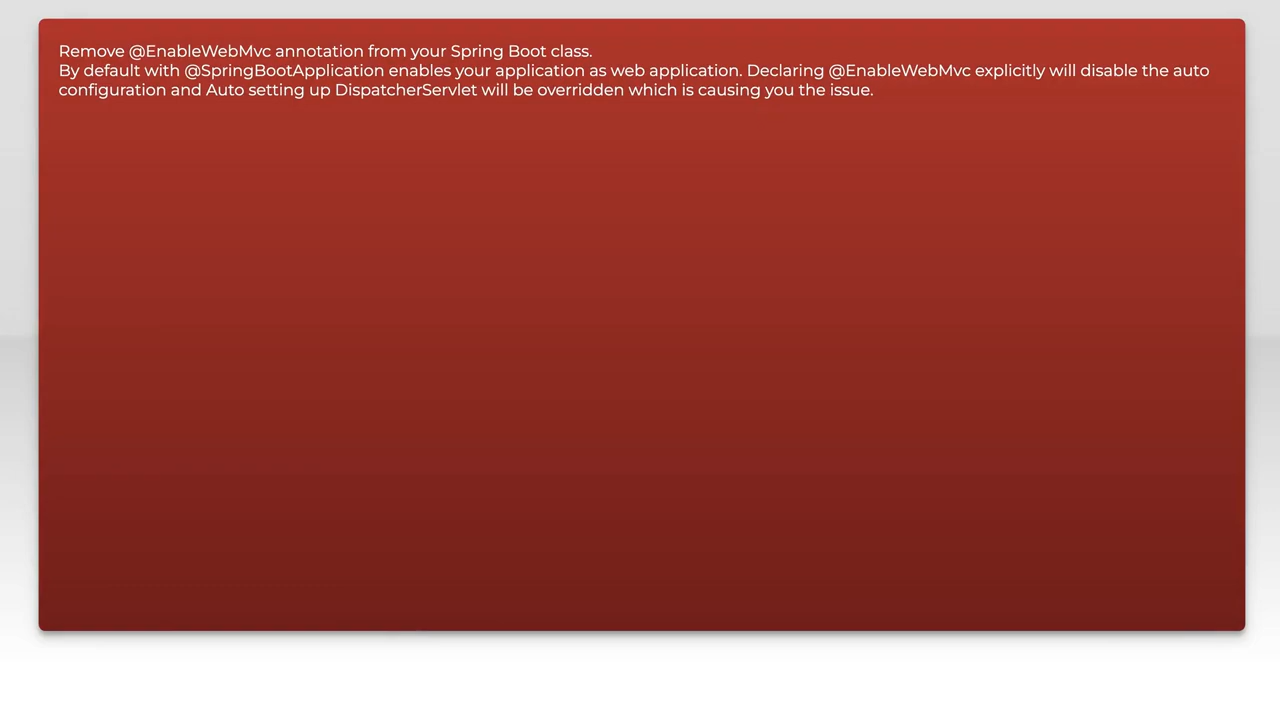 Remove @EnableWebMvc annotation from your Spring Boot class.
By default with @SpringBootApplication enables your application as web application. Declaring @EnableWebMvc explicitly will disable the auto
configuration and Auto setting up DispatcherServlet will be overridden which is causing you the issue.